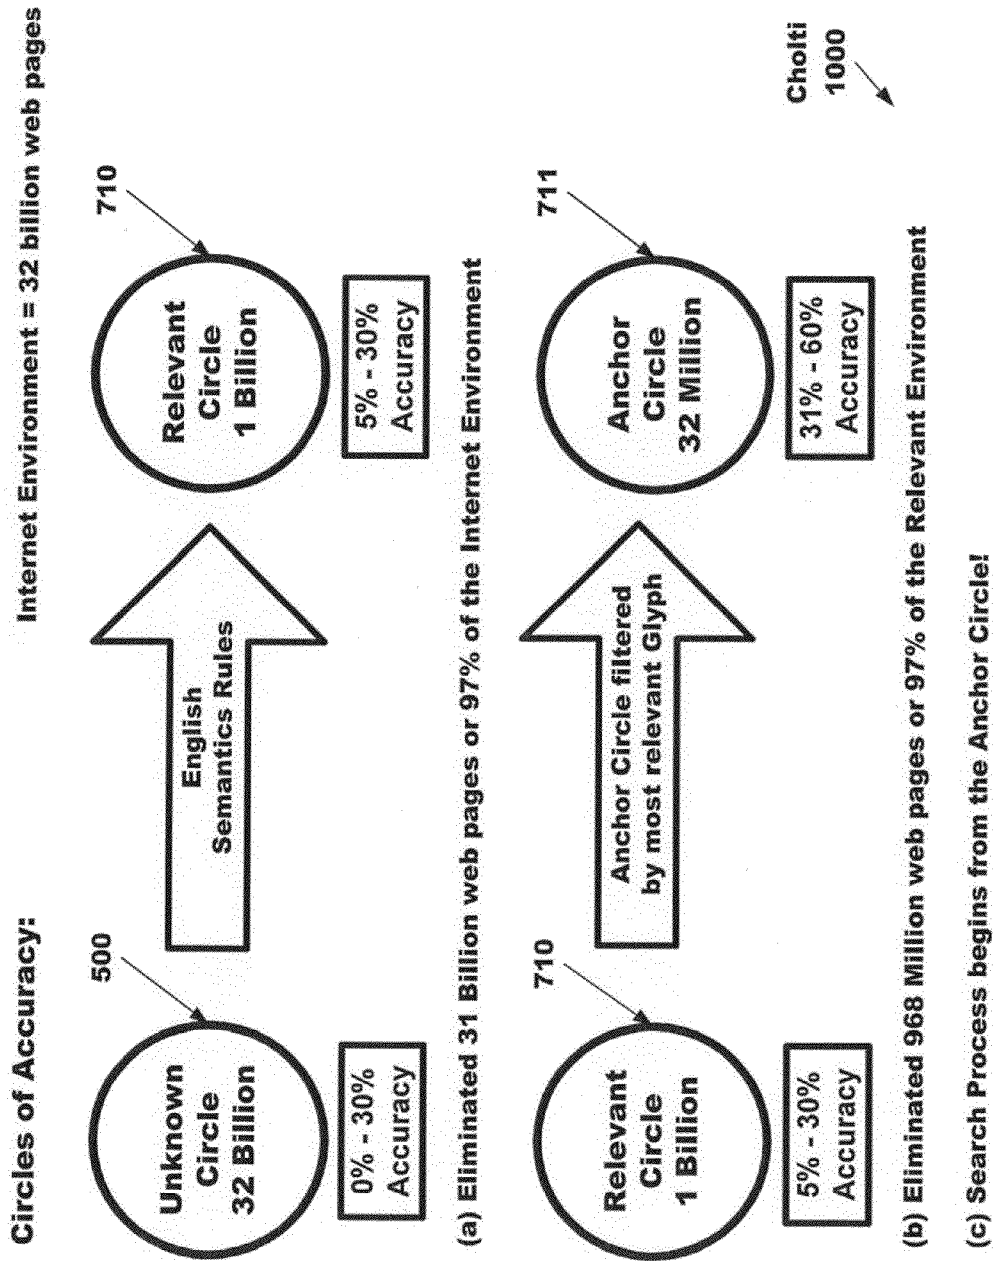 Circles of Accuracy:
Internet Environment = 32 billion web pages
500
Unknown
Circle
32 Billion
0% - 30%
Accuracy
English
Semantics Rules
710
Relevant
Circle
1 Billion
5% - 30%
Accuracy
(a) Eliminated 31 Billion web pages or 97% of the Internet Environment
710
Relevant
Circle
1 Billion
5% - 30%
Accuracy
Anchor Circle filtered
by most relevant Glyph
711
Anchor
Circle
32 Million
31% - 60%
Accuracy
Cholti
1000
(b) Eliminated 968 Million web pages or 97% of the Relevant Environment
(c) Search Process begins from the Anchor Circle!